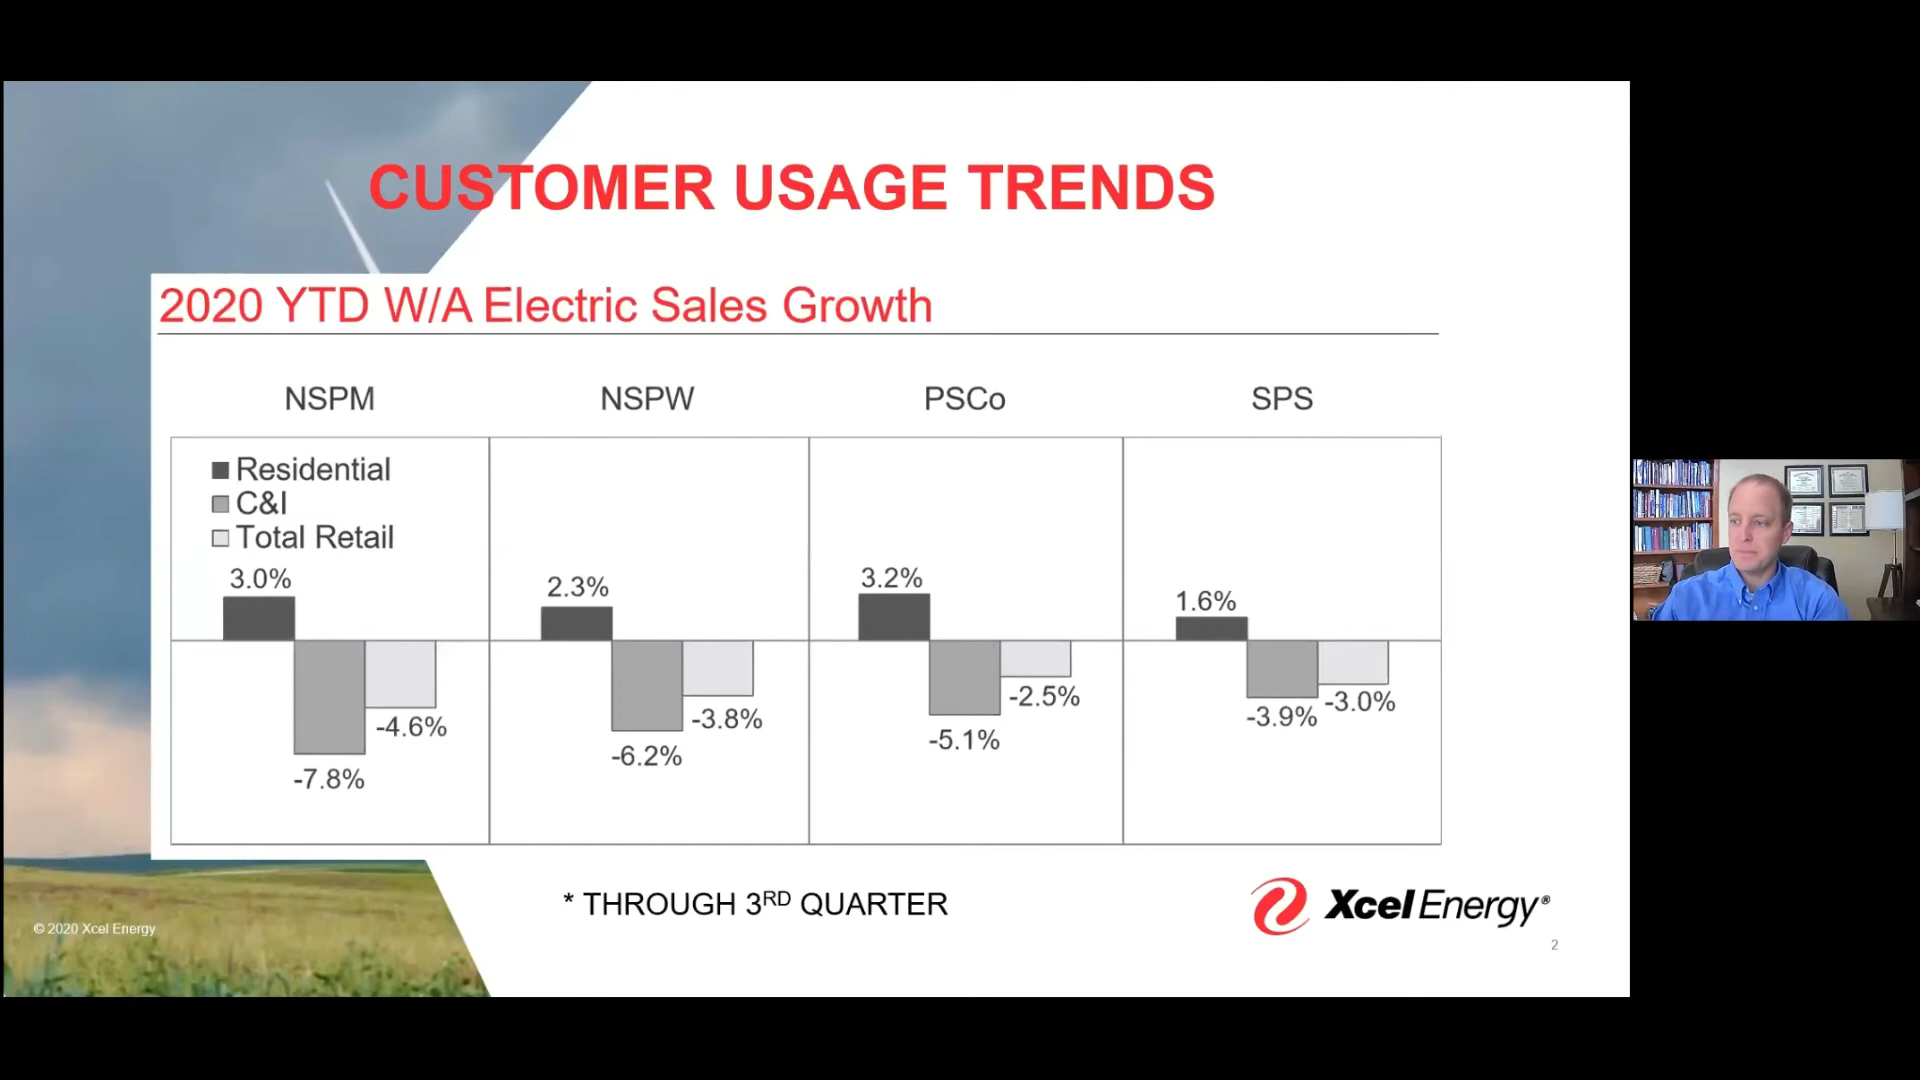 CUSTOMER USAGE TRENDS
2020 YTD W/A Electric Sales Growth
NSPM
NSPW
PSCo
SPS
Residential
C&I
Total Retail
3.0%
-7.8%
-4.6%
2.3%
-6.2%
-3.8%
3.2%
-5.1%
-2.5%
1.6%
-3.9%
-3.0%
* THROUGH 3RD QUARTER
Xcel Energy®
© 2020 Xcel Energy
2